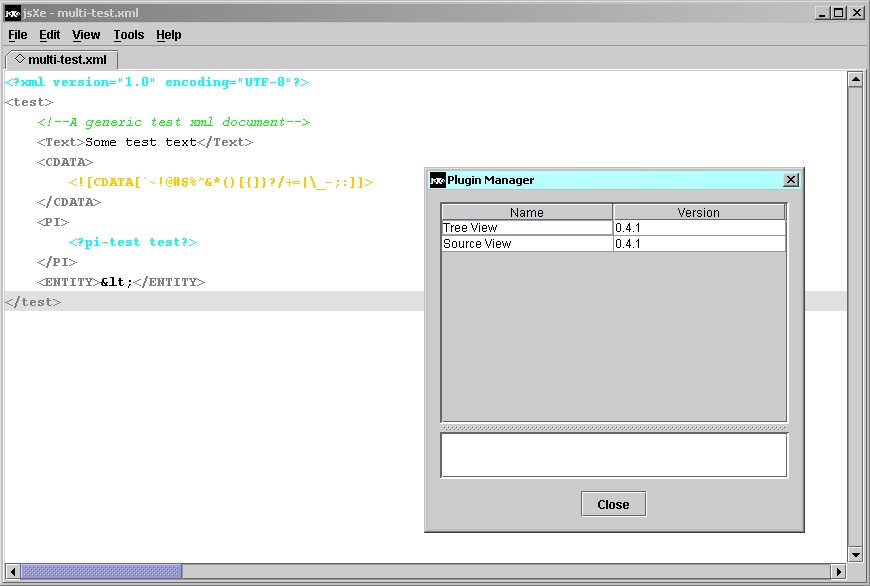 jsXe - multi-test.xml
File Edit View Tools Help
multi-test.xml
<?xml version="1.0" encoding="UTF-8"?>
<test>
<!--A generic test xml document-->
<Text>Some test text</Text>
<CDATA>
<![CDATA[`~!@#$%^&*()[{]}?/+=|\_-;:]]>
</CDATA>
<PI>
<?pi-test test?>
</PI>
<ENTITY>&lt;</ENTITY>
</test>
jsXe Plugin Manager
Name Version
Tree View 0.4.1
Source View 0.4.1
Close